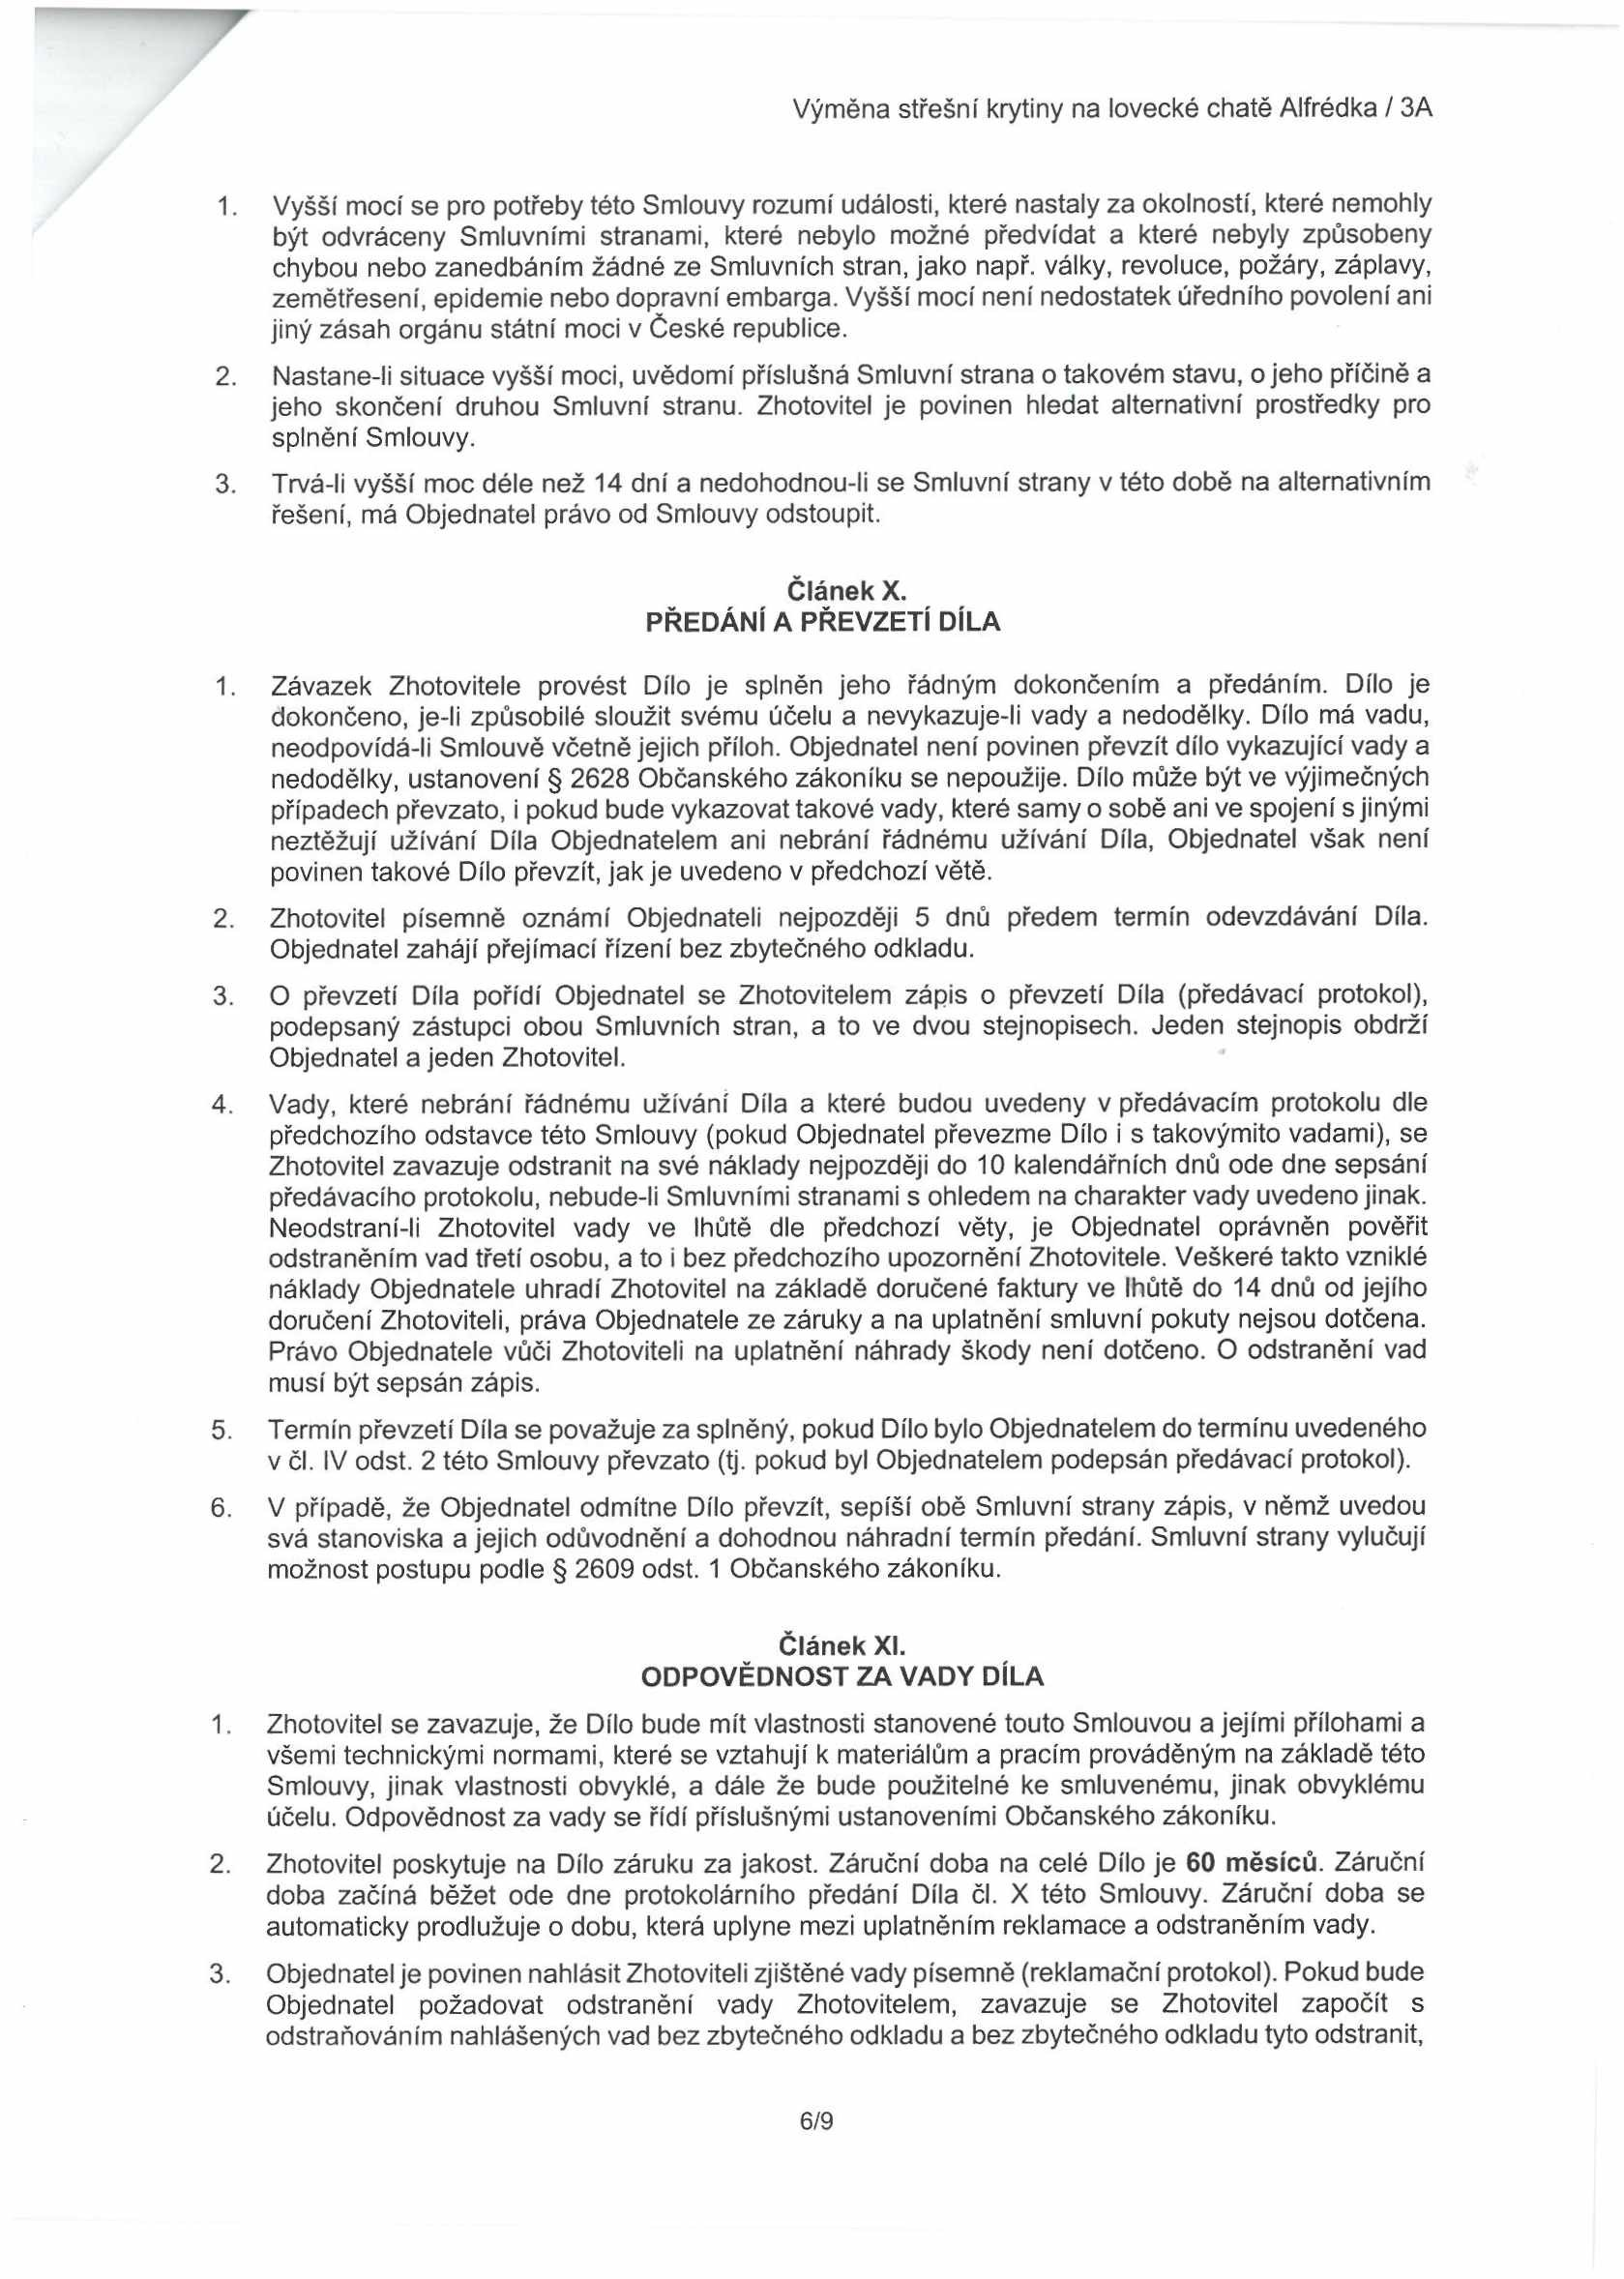 Výměna střešní krytiny na lovecké chatě Alfrédka / 3A
1. Vyšší mocí se pro potřeby této Smlouvy rozumí události, které nastaly za okolností, které nemohly
být odvráceny Smluvními stranami, které nebylo možné předvídat a které nebyly způsobeny
chybou nebo zanedbáním žádné ze Smluvních stran, jako např. války, revoluce, požáry, záplavy,
zemětřesení, epidemie nebo dopravní embarga. Vyšší mocí není nedostatek úředního povolení ani
jiný zásah orgánu státní moci v České republice.
2. Nastane-li situace vyšší moci, uvědomí příslušná Smluvní strana o takovém stavu, o jeho příčině a
jeho skončení druhou Smluvní stranu. Zhotovitel je povinen hledat alternativní prostředky pro
splnění Smlouvy.
3. Trvá-li vyšší moc déle než 14 dní a nedohodnou-li se Smluvní strany v této době na alternativním
řešení, má Objednatel právo od Smlouvy odstoupit.
Článek X.
PŘEDÁNÍ A PŘEVZETÍ DÍLA
1. Závazek Zhotovitele provést Dílo je splněn jeho řádným dokončením a předáním. Dílo je
dokončeno, je-li způsobilé sloužit svému účelu a nevykazuje-li vady a nedodělky. Dílo má vadu,
neodpovídá-li Smlouvě včetně jejich příloh. Objednatel není povinen převzít dílo vykazující vady a
nedodělky, ustanovení § 2628 Občanského zákoníku se nepoužije. Dílo může být ve výjimečných
případech převzato, i pokud bude vykazovat takové vady, které samy o sobě ani ve spojení s jinými
neztěžují užívání Díla Objednatelem ani nebrání řádnému užívání Díla, Objednatel však není
povinen takové Dílo převzít, jak je uvedeno v předchozí větě.
2. Zhotovitel písemně oznámí Objednateli nejpozději 5 dnů předem termín odevzdávání Díla.
Objednatel zahájí přejímací řízení bez zbytečného odkladu.
3. O převzetí Díla pořídí Objednatel se Zhotovitelem zápis o převzetí Díla (předávací protokol),
podepsaný zástupci obou Smluvních stran, a to ve dvou stejnopisech. Jeden stejnopis obdrží
Objednatel a jeden Zhotovitel.
4. Vady, které nebrání řádnému užívání Díla a které budou uvedeny v předávacím protokolu dle
předchozího odstavce této Smlouvy (pokud Objednatel převezme Dílo i s takovýmito vadami), se
Zhotovitel zavazuje odstranit na své náklady nejpozději do 10 kalendářních dnů ode dne sepsání
předávacího protokolu, nebude-li Smluvními stranami s ohledem na charakter vady uvedeno jinak.
Neodstraní-li Zhotovitel vady ve lhůtě dle předchozí věty, je Objednatel oprávněn pověřit
odstraněním vad třetí osobu, a to i bez předchozího upozornění Zhotovitele. Veškeré takto vzniklé
náklady Objednatele uhradí Zhotovitel na základě doručené faktury ve lhůtě do 14 dnů od jejího
doručení Zhotoviteli, práva Objednatele ze záruky a na uplatnění smluvní pokuty nejsou dotčena.
Právo Objednatele vůči Zhotoviteli na uplatnění náhrady škody není dotčeno. O odstranění vad
musí být sepsán zápis.
5. Termín převzetí Díla se považuje za splněný, pokud Dílo bylo Objednatelem do termínu uvedeného
v čl. IV odst. 2 této Smlouvy převzato (tj. pokud byl Objednatelem podepsán předávací protokol).
6. V případě, že Objednatel odmítne Dílo převzít, sepíší obě Smluvní strany zápis, v němž uvedou
svá stanoviska a jejich odůvodnění a dohodnou náhradní termín předání. Smluvní strany vylučují
možnost postupu podle § 2609 odst. 1 Občanského zákoníku.
Článek XI.
ODPOVĚDNOST ZA VADY DÍLA
1. Zhotovitel se zavazuje, že Dílo bude mít vlastnosti stanovené touto Smlouvou a jejími přílohami a
všemi technickými normami, které se vztahují k materiálům a pracím prováděným na základě této
Smlouvy, jinak vlastnosti obvyklé, a dále že bude použitelné ke smluvenému, jinak obvyklému
účelu. Odpovědnost za vady se řídí příslušnými ustanoveními Občanského zákoníku.
2. Zhotovitel poskytuje na Dílo záruku za jakost. Záruční doba na celé Dílo je 60 měsíců. Záruční
doba začíná běžet ode dne protokolárního předání Díla čl. X této Smlouvy. Záruční doba se
automaticky prodlužuje o dobu, která uplyne mezi uplatněním reklamace a odstraněním vady.
3. Objednatel je povinen nahlásit Zhotoviteli zjištěné vady písemně (reklamační protokol). Pokud bude
Objednatel požadovat odstranění vady Zhotovitelem, zavazuje se Zhotovitel započít s
odstraňováním nahlášených vad bez zbytečného odkladu a bez zbytečného odkladu tyto odstranit,
6/9